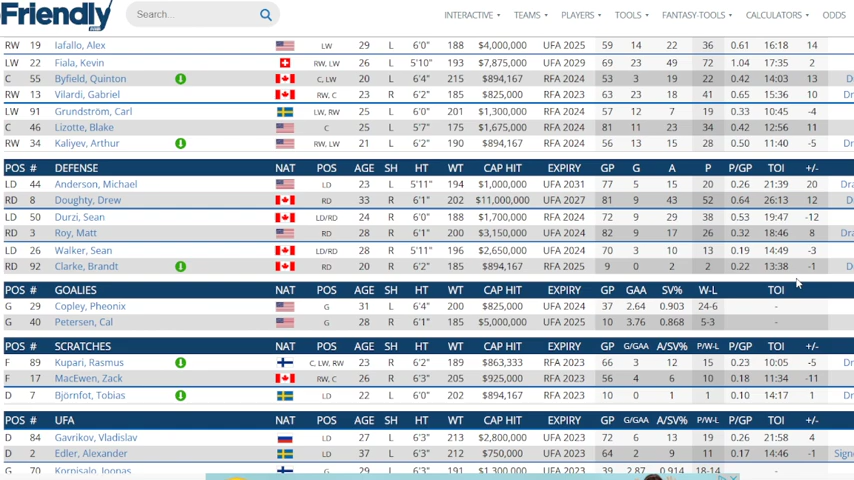 Friendly Search... INTERACTIVE TEAMS PLAYERS TOOLS FANTASY-TOOLS CALCULATORS ODDS
RW 19 Iafallo, Alex LW 29 L 6'0" 188 $4,000,000 UFA 2025 59 14 22 36 0.61 16:18 14
LW 22 Fiala, Kevin RW, LW 26 L 5'10" 193 $7,875,000 UFA 2029 69 23 49 72 1.04 17:35 2
C 55 Byfield, Quinton C, LW 20 L 6'4" 215 $894,167 RFA 2024 53 3 19 22 0.42 14:03 13 Dr
RW 13 Vilardi, Gabriel RW, C 23 R 6'2" 185 $825,000 RFA 2023 63 23 18 41 0.65 15:36 10 Dr
LW 91 Grundström, Carl LW, RW 25 L 6'0" 201 $1,300,000 RFA 2024 57 12 7 19 0.33 10:45 -4
C 46 Lizotte, Blake C 25 L 5'7" 175 $1,675,000 RFA 2024 81 11 23 34 0.42 12:56 11
RW 34 Kaliyev, Arthur RW, LW 21 L 6'2" 190 $894,167 RFA 2024 56 13 15 28 0.50 11:40 -5 Dr
POS # DEFENSE NAT POS AGE SH HT WT CAP HIT EXPIRY GP G A P P/GP TOI +/-
LD 44 Anderson, Michael LD 23 L 5'11" 194 $1,000,000 UFA 2031 77 5 15 20 0.26 21:39 20 Dra
RD 8 Doughty, Drew RD 33 R 6'1" 202 $11,000,000 UFA 2027 81 9 43 52 0.64 26:13 12 D
LD 50 Durzi, Sean LD/RD 24 R 6'0" 188 $1,700,000 RFA 2024 72 9 29 38 0.53 19:47 -12
RD 3 Roy, Matt RD 28 R 6'1" 200 $3,150,000 UFA 2024 82 9 17 26 0.32 18:46 8 Dra
LD 26 Walker, Sean LD/RD 28 R 5'11" 196 $2,650,000 UFA 2024 70 3 10 13 0.19 14:49 -3
RD 92 Clarke, Brandt RD 20 R 6'2" 185 $894,167 RFA 2025 9 0 2 2 0.22 13:38 -1 D
POS # GOALIES NAT POS AGE SH HT WT CAP HIT EXPIRY GP GAA SV% W-L TOI
G 29 Copley, Pheonix G 31 L 6'4" 200 $825,000 UFA 2024 37 2.64 0.903 24-6 -
G 40 Petersen, Cal G 28 R 6'1" 185 $5,000,000 UFA 2025 10 3.76 0.868 5-3 -
POS # SCRATCHES NAT POS AGE SH HT WT CAP HIT EXPIRY GP G/GAA A/SV% P/W-L P/GP TOI +/-
F 89 Kupari, Rasmus C, LW, RW 23 R 6'2" 189 $863,333 RFA 2023 66 3 12 15 0.23 10:05 -5 D
F 17 MacEwen, Zack RW, C 26 R 6'3" 205 $925,000 RFA 2023 56 4 6 10 0.18 11:34 -11
D 7 Björnfot, Tobias LD 22 L 6'0" 202 $894,167 RFA 2023 10 0 1 1 0.10 14:17 1 Dr
POS # UFA NAT POS AGE SH HT WT CAP HIT EXPIRY GP G/GAA A/SV% P/W-L P/GP TOI +/-
D 84 Gavrikov, Vladislav LD 27 L 6'3" 213 $2,800,000 UFA 2023 72 6 13 19 0.26 21:58 4
D 2 Edler, Alexander LD 37 L 6'3" 212 $750,000 UFA 2023 64 2 9 11 0.17 14:46 -1 Signe
G 70 Korpisalo, Joonas G 29 L 6'3" 191 $1,300,000 UFA 2023 39 2.87 0.914 18-14 -